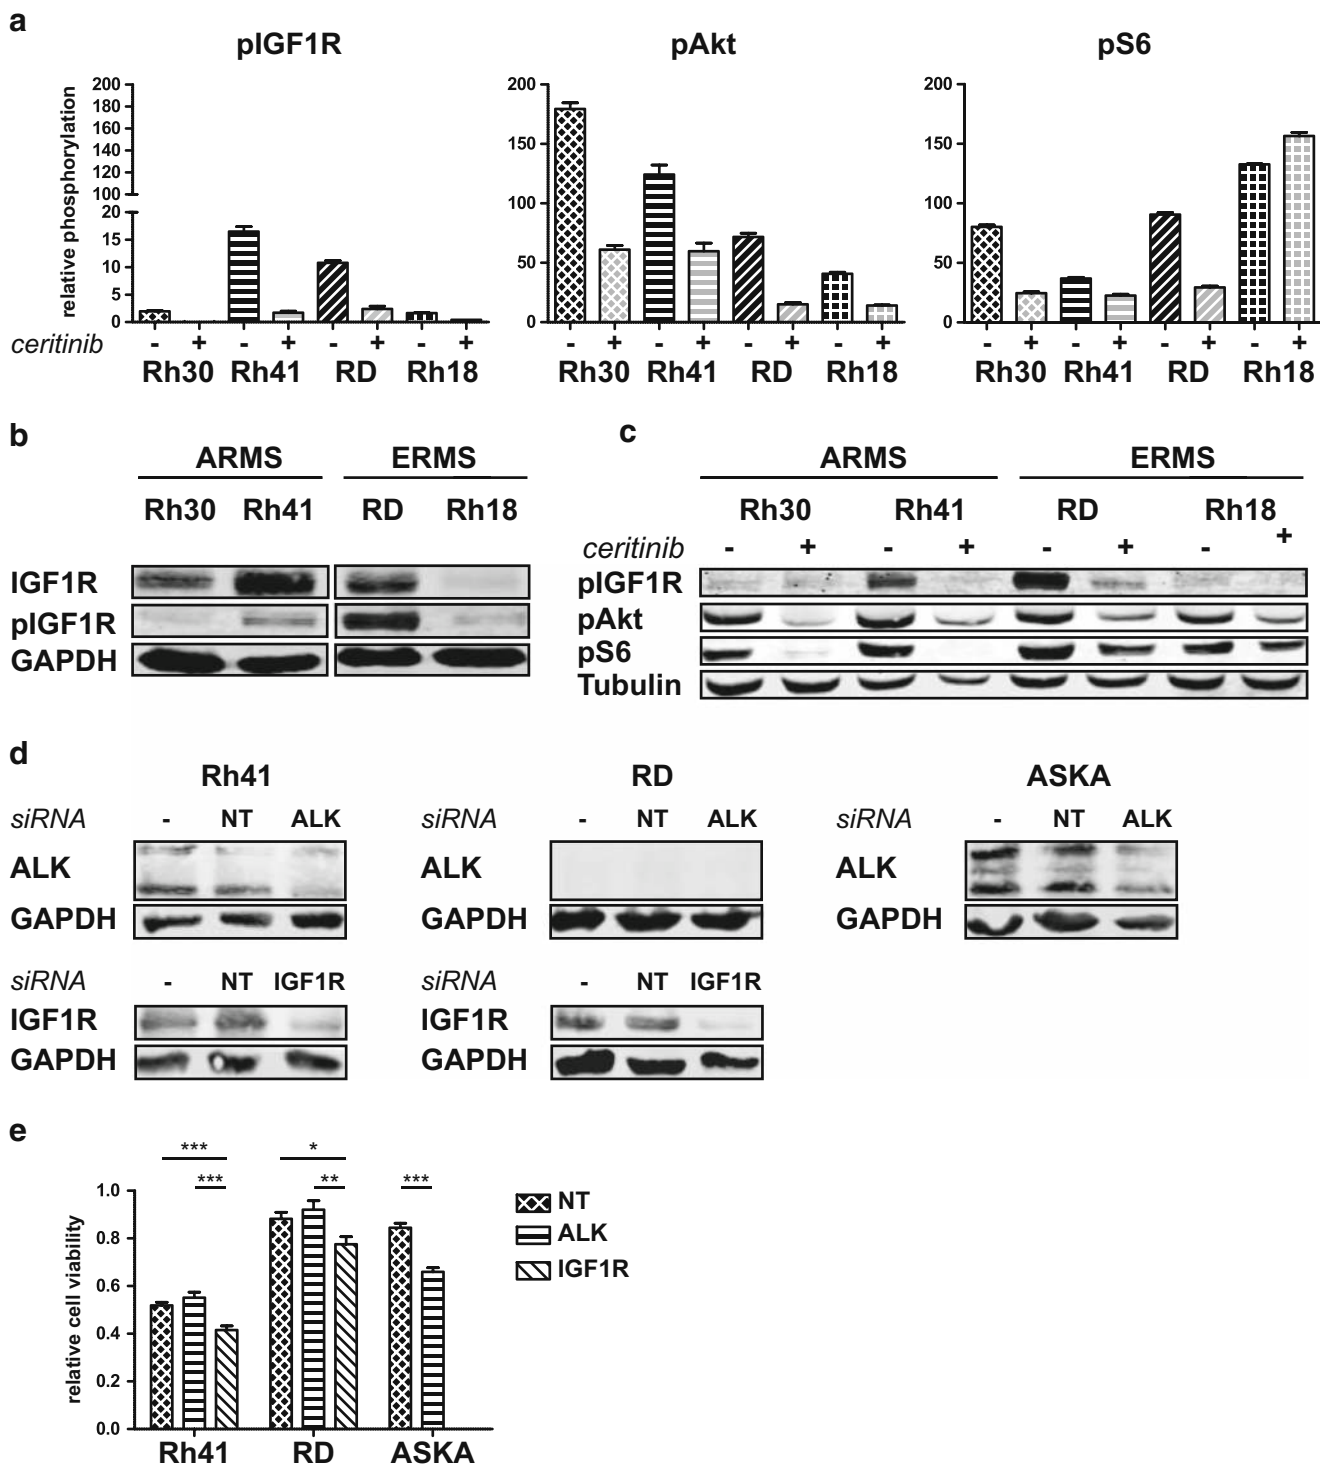 a
pIGF1R pAkt pS6
relative phosphorylation
200
180
160
140
120
100
20
15
10
5
0
200
150
100
50
0
200
150
100
50
0
ceritinib - + - + - + - + - + - + - + - + - + - + - + - +
Rh30 Rh41 RD Rh18 Rh30 Rh41 RD Rh18 Rh30 Rh41 RD Rh18
b
ARMS ERMS
Rh30 Rh41 RD Rh18
IGF1R
pIGF1R
GAPDH
c
ARMS ERMS
Rh30 Rh41 RD Rh18
ceritinib - + - + - + - +
pIGF1R
pAkt
pS6
Tubulin
d
Rh41 RD ASKA
siRNA - NT ALK siRNA - NT ALK siRNA - NT ALK
ALK ALK ALK
GAPDH GAPDH GAPDH
siRNA - NT IGF1R siRNA - NT IGF1R
IGF1R IGF1R
GAPDH GAPDH
e
*** * 
*** ** ***
relative cell viability
1.0
0.8
0.6
0.4
0.2
0.0
Rh41 RD ASKA
NT
ALK
IGF1R